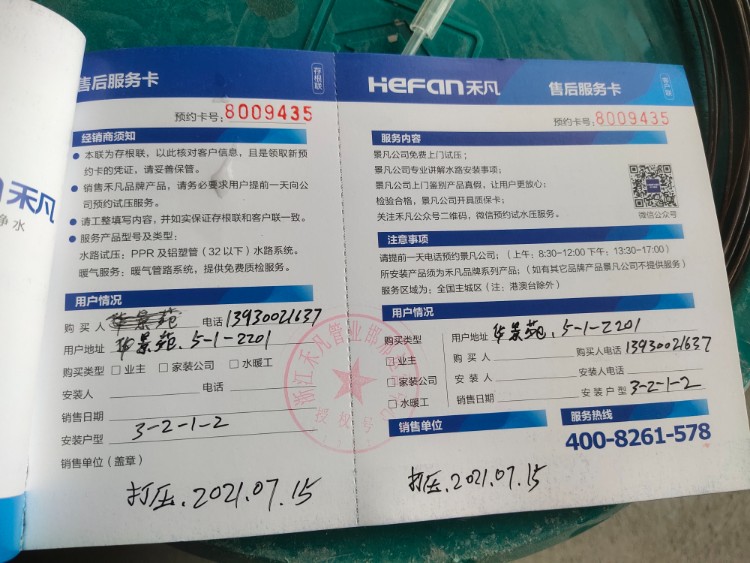 禾凡
净水
售后服务卡
存根联
预约卡号:8009435
经销商须知
● 本联为存根联，以此核对客户信息，且是领取新预
约卡的凭证，请妥善保管。
● 销售禾凡品牌产品，请务必要求用户提前一天向公
司预约试压服务。
● 请工整填写内容，并如实保证存根联和客户联一致。
● 服务产品型号及类型:
水路试压: PPR及铝塑管（32以下）水路系统。
暖气服务: 暖气管路系统，提供免费质检服务。
用户情况
购买人 华景苑 电话 13930021637
用户地址 华景苑.5-1-2201
购买类型 □业主 □家装公司 □水暖工
安装人 电话
销售日期
安装户型 3-2-1-2
销售单位（盖章）
打压.2021.07.15
HeFan禾凡
售后服务卡
客户联
预约卡号:8009435
服务内容
景凡公司免费上门试压;
景凡公司专业讲解水路安装事项;
景凡公司上门鉴别产品真假，让用户更放心;
检验合格，景凡公司开具质保卡;
关注禾凡公众号二维码，微信预约试水压服务。
微信公众号
注意事项
请提前一天电话预约景凡公司;（上午: 8:30-12:00 下午: 13:30-17:00）
所安装产品须为禾凡品牌系列产品;（如有其它品牌产品景凡公司不提供服务）
服务区域为: 全国主城区（注: 港澳台除外）
用户情况
购买类型
□业主
□家装公司
□水暖工
用户地址 华景苑.5-1-2201
购买人 购买人电话 13930021637
安装人 安装人电话
销售日期 安装户型 3-2-1-2
销售单位
服务热线
400-8261-578
打压.2021.07.15
浙江禾凡管业邯郸
授权号